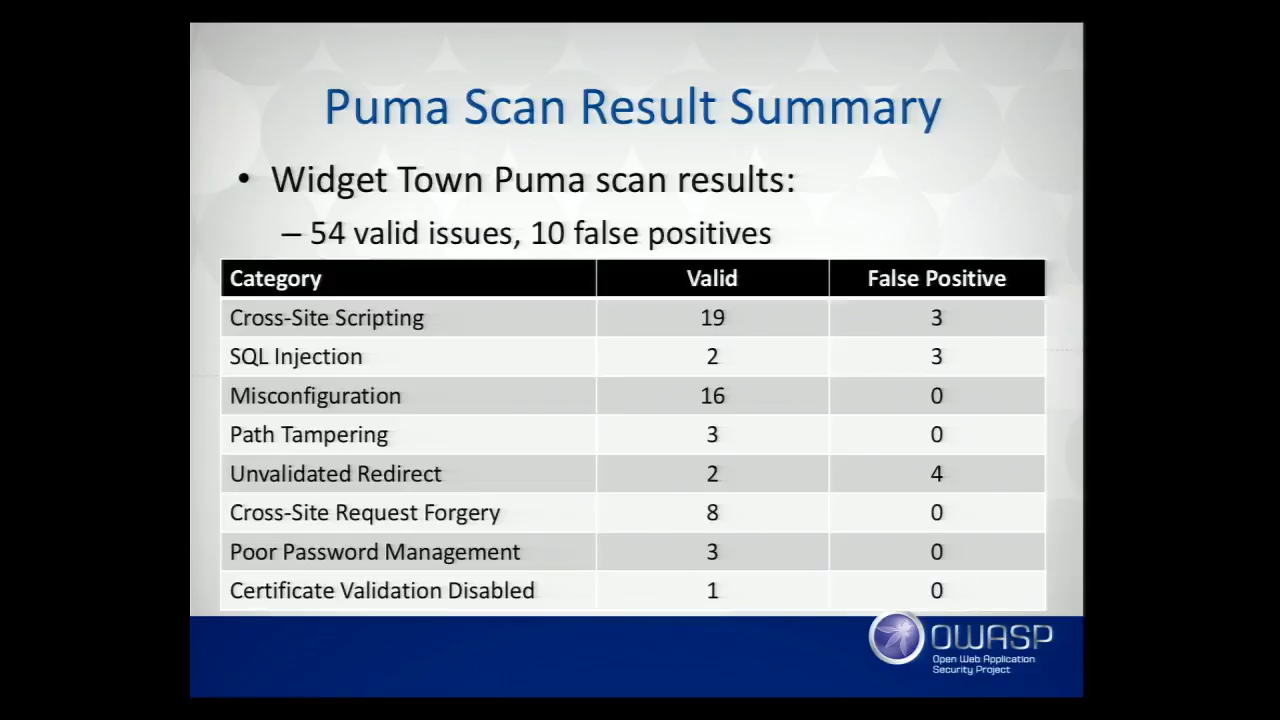 Puma Scan Result Summary
• Widget Town Puma scan results:
– 54 valid issues, 10 false positives
Category Valid False Positive
Cross-Site Scripting 19 3
SQL Injection 2 3
Misconfiguration 16 0
Path Tampering 3 0
Unvalidated Redirect 2 4
Cross-Site Request Forgery 8 0
Poor Password Management 3 0
Certificate Validation Disabled 1 0
OWASP
Open Web Application
Security Project